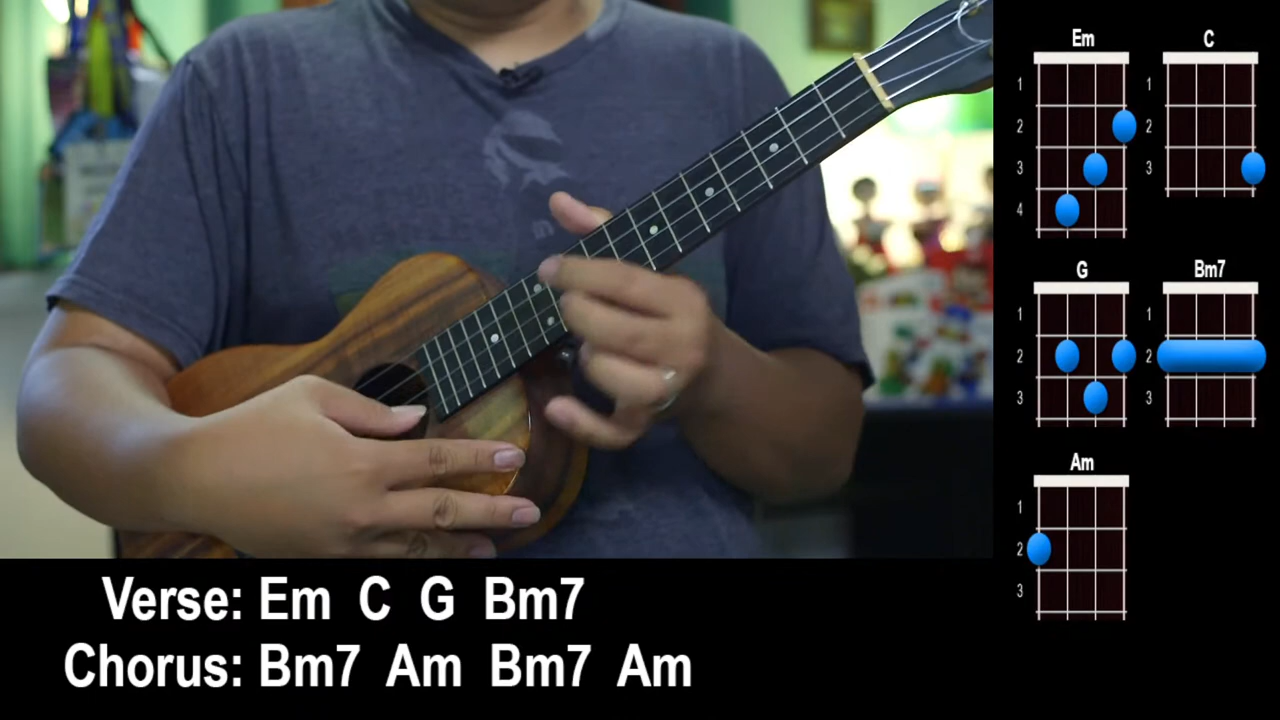 Em C
1 1
2 2
3 3
4
G Bm7
1 1
2 2
3 3
Am
1
2
3
Verse: Em C G Bm7
Chorus: Bm7 Am Bm7 Am